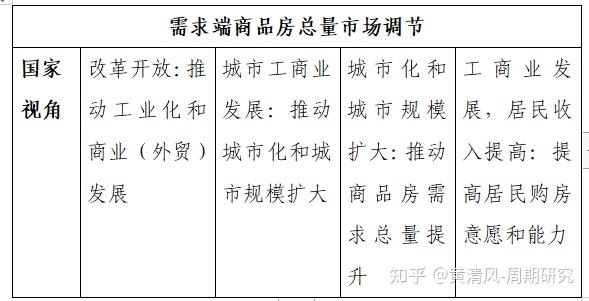 需求端商品房总量市场调节
国家
视角
改革开放：推
动工业化和
商业（外贸）
发展
城市工商业
发展：推动
城市化和城
市规模扩大
城市化和
城市规模
扩大：推动
商品房需
求总量提
升
工商业发
展，居民收
入提高：提
高居民购房
意愿和能力
知乎 @黄清风-周期研究